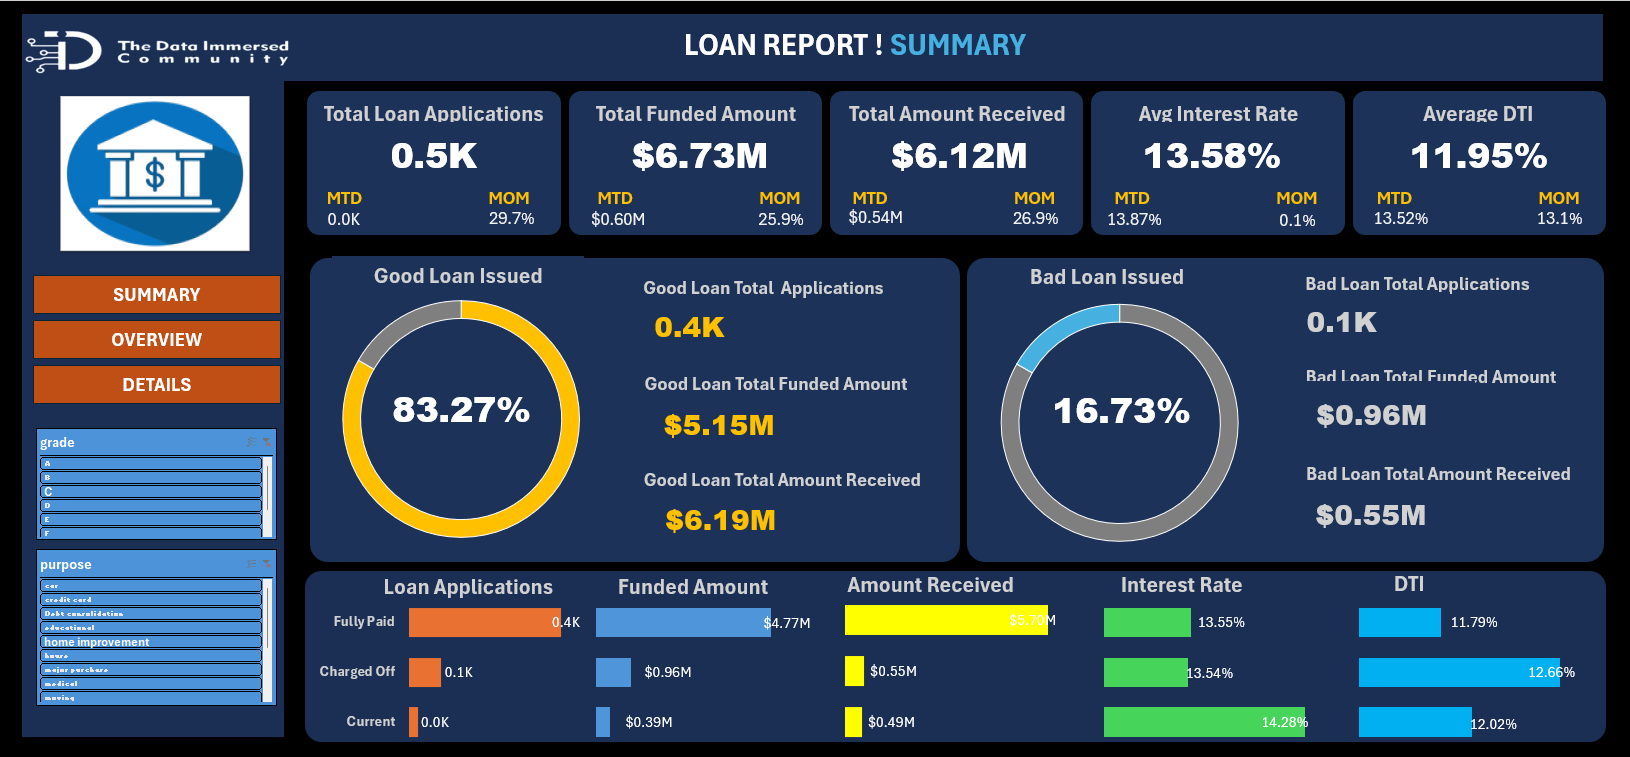 The Data Immersed
Community
LOAN REPORT ! SUMMARY
Total Loan Applications
0.5K
MTD
MOM
0.0K
29.7%
Total Funded Amount
$6.73M
MTD
MOM
$0.60M
25.9%
Total Amount Received
$6.12M
MTD
MOM
$0.54M
26.9%
Avg Interest Rate
13.58%
MTD
MOM
13.87%
0.1%
Average DTI
11.95%
MTD
MOM
13.52%
13.1%
$
SUMMARY
OVERVIEW
DETAILS
grade
A
B
C
D
E
F
purpose
car
credit card
Debt consolidation
educational
home improvement
house
major purchase
medical
moving
Good Loan Issued
83.27%
Good Loan Total Applications
0.4K
Good Loan Total Funded Amount
$5.15M
Good Loan Total Amount Received
$6.19M
Bad Loan Issued
16.73%
Bad Loan Total Applications
0.1K
Bad Loan Total Funded Amount
$0.96M
Bad Loan Total Amount Received
$0.55M
Loan Applications
Funded Amount
Amount Received
Interest Rate
DTI
Fully Paid
0.4K
$4.77M
$5.70M
13.55%
11.79%
Charged Off
0.1K
$0.96M
$0.55M
13.54%
12.66%
Current
0.0K
$0.39M
$0.49M
14.28%
12.02%